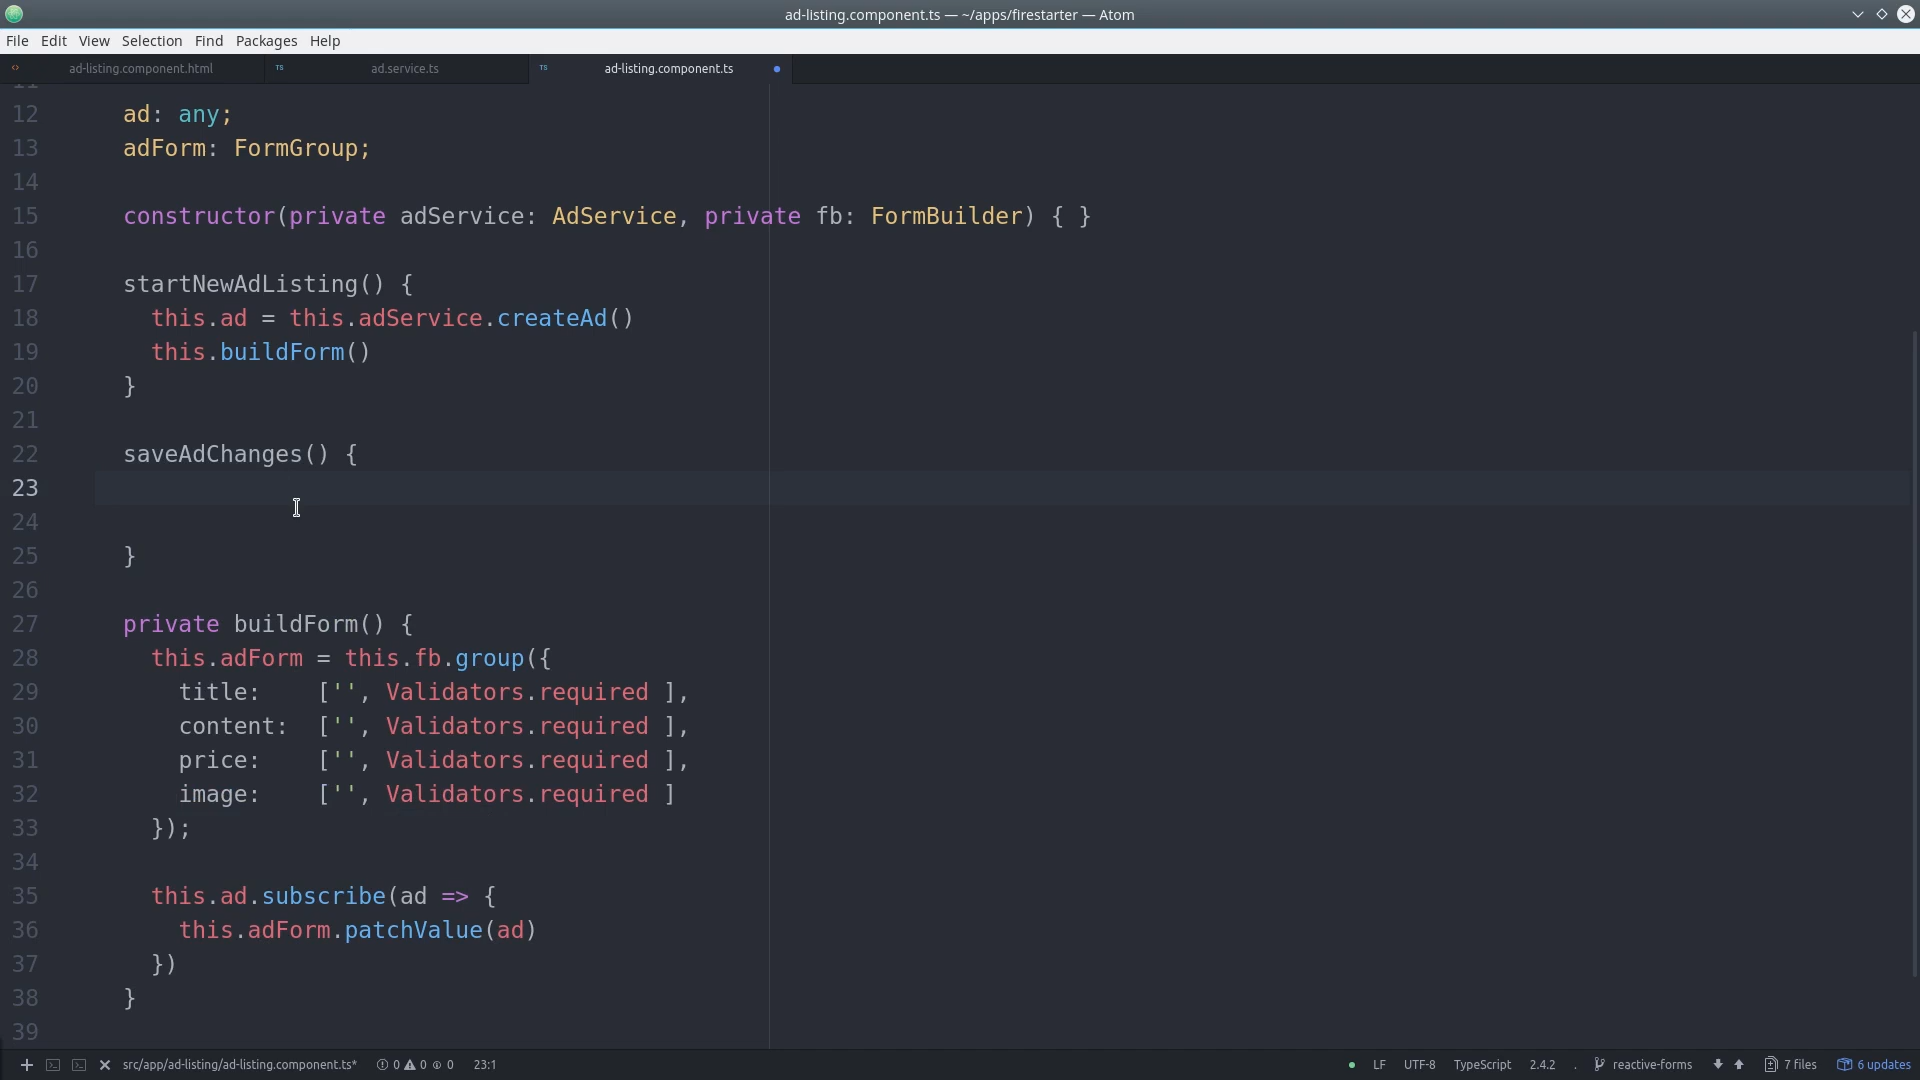 ad-listing.component.ts — ~/apps/firestarter — Atom
File Edit View Selection Find Packages Help
<> ad-listing.component.html TS ad.service.ts TS ad-listing.component.ts
11
12 ad: any;
13 adForm: FormGroup;
14
15 constructor(private adService: AdService, private fb: FormBuilder) { }
16
17 startNewAdListing() {
18 this.ad = this.adService.createAd()
19 this.buildForm()
20 }
21
22 saveAdChanges() {
23
24
25 }
26
27 private buildForm() {
28 this.adForm = this.fb.group({
29 title: ['', Validators.required ],
30 content: ['', Validators.required ],
31 price: ['', Validators.required ],
32 image: ['', Validators.required ]
33 });
34
35 this.ad.subscribe(ad => {
36 this.adForm.patchValue(ad)
37 })
38 }
39
src/app/ad-listing/ad-listing.component.ts* 0 0 0 23:1 LF UTF-8 TypeScript 2.4.2 . reactive-forms 7 files 6 updates